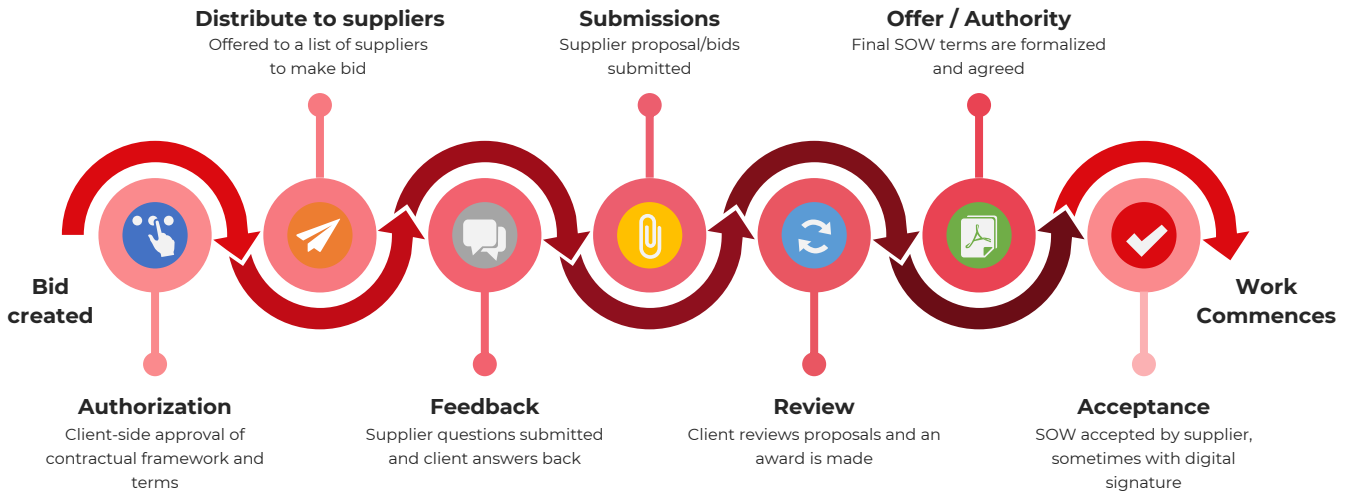 Distribute to suppliers
Offered to a list of suppliers
to make bid
Submissions
Supplier proposal/bids
submitted
Offer / Authority
Final SOW terms are formalized
and agreed
Bid
created
Work
Commences
Authorization
Client-side approval of
contractual framework and
terms
Feedback
Supplier questions submitted
and client answers back
Review
Client reviews proposals and an
award is made
Acceptance
SOW accepted by supplier,
sometimes with digital
signature